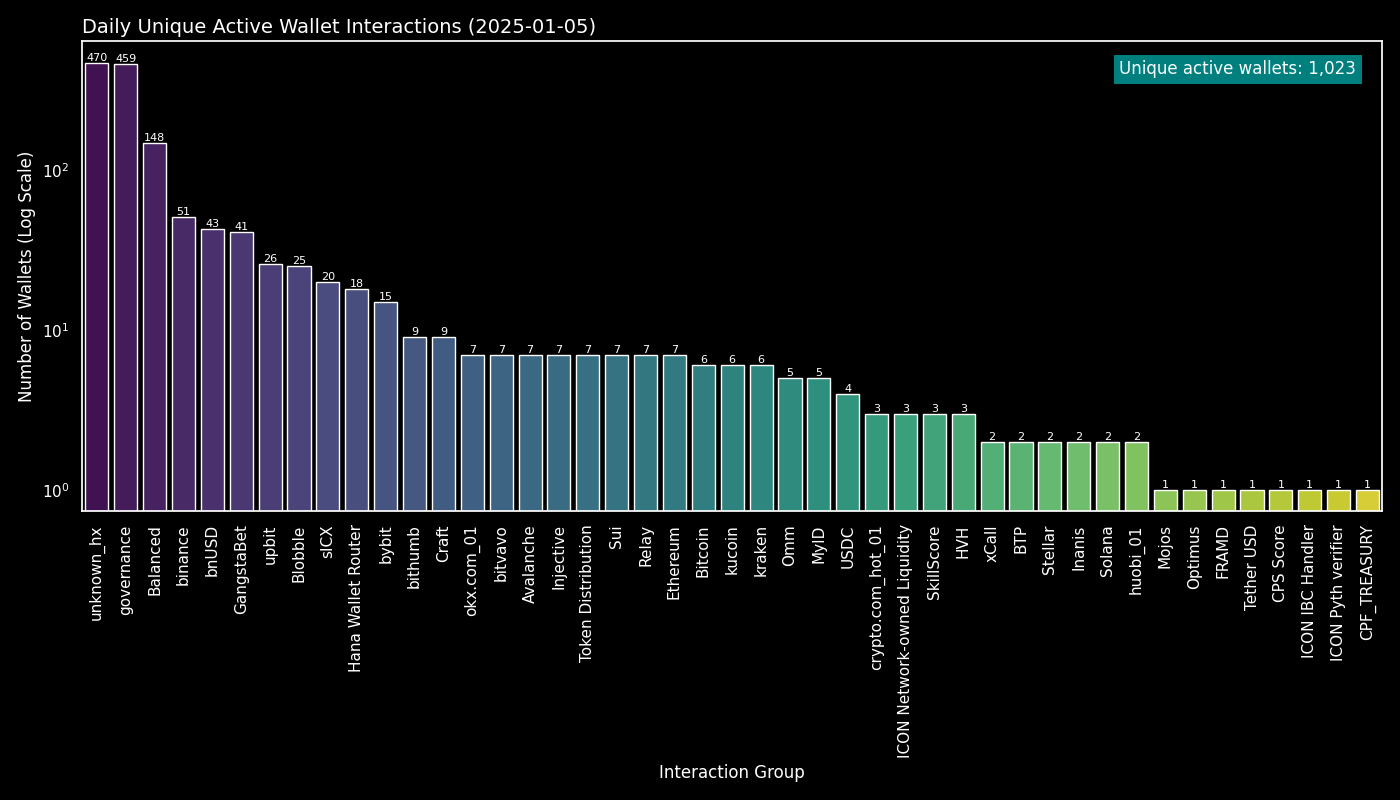 Daily Unique Active Wallet Interactions (2025-01-05)
Unique active wallets: 1,023
Number of Wallets (Log Scale)
10²
10¹
10⁰
470
459
148
51
43
41
26
25
20
18
15
9
9
7
7
7
7
7
7
7
7
6
6
6
5
5
4
3
3
3
3
2
2
2
2
2
2
1
1
1
1
1
1
1
1
unknown_hx
governance
Balanced
binance
bnUSD
GangstaBet
upbit
Blobble
sICX
Hana Wallet Router
bybit
bithumb
Craft
okx.com_01
bitvavo
Avalanche
Injective
Token Distribution
Sui
Relay
Ethereum
Bitcoin
kucoin
kraken
Omm
MyID
USDC
crypto.com_hot_01
ICON Network-owned Liquidity
SkillScore
HVH
xCall
BTP
Stellar
Inanis
Solana
huobi_01
Mojos
Optimus
FRAMD
Tether USD
CPS Score
ICON IBC Handler
ICON Pyth verifier
CPF_TREASURY
Interaction Group